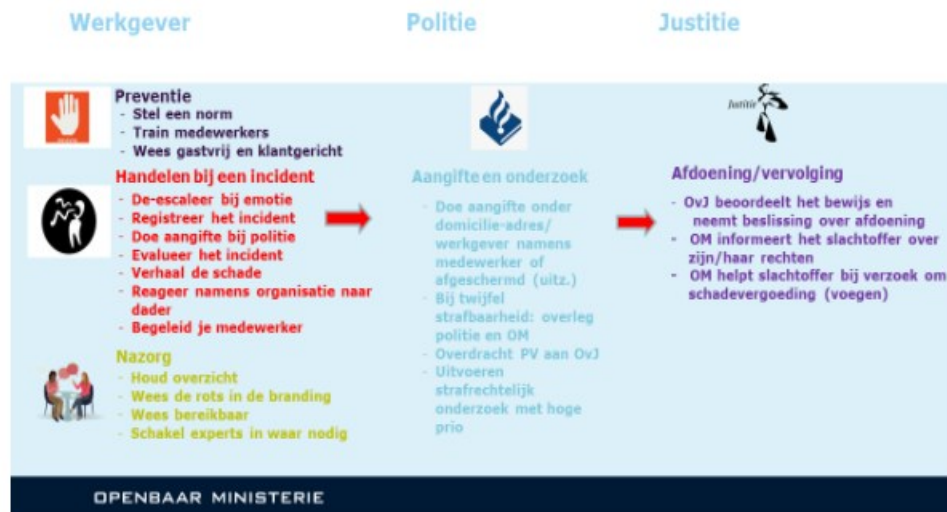 Werkgever
Politie
Justitie
Preventie
- Stel een norm
- Train medewerkers
- Wees gastvrij en klantgericht
Handelen bij een incident
- De-escaleer bij emotie
- Registreer het incident
- Doe aangifte bij politie
- Evalueer het incident
- Verhaal de schade
- Reageer namens organisatie naar
dader
- Begeleid je medewerker
Nazorg
- Houd overzicht
- Wees de rots in de branding
- Wees bereikbaar
- Schakel experts in waar nodig
Aangifte en onderzoek
- Doe aangifte onder
domicilie-adres/
werkgever namens
medewerker of
afgeschermd (uitz.)
- Bij twijfel
strafbaarheid: overleg
politie en OM
- Overdracht PV aan OvJ
- Uitvoeren
strafrechtelijk
onderzoek met hoge
prio
Justitie
Afdoening/vervolging
- OvJ beoordeelt het bewijs en
neemt beslissing over afdoening
- OM informeert het slachtoffer over
zijn/haar rechten
- OM helpt slachtoffer bij verzoek om
schadevergoeding (voegen)
OPENBAAR MINISTERIE